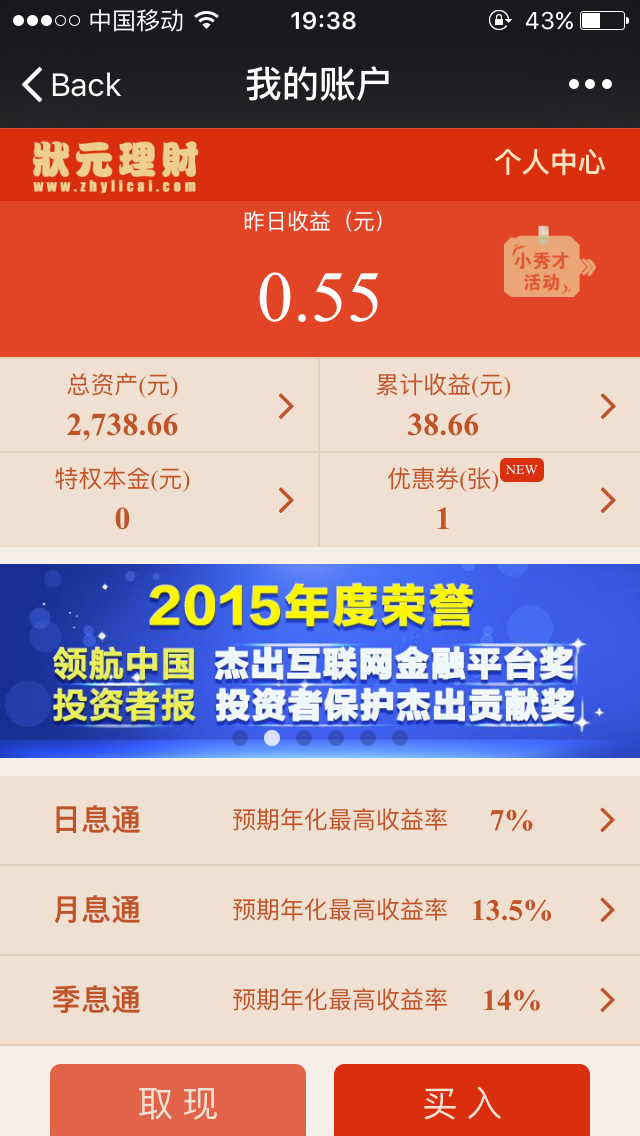 中国移动 19:38 43%
Back 我的账户
狀元理財 个人中心
www.zhylicai.com
昨日收益（元）
0.55
小秀才
活动
总资产(元) 累计收益(元)
2,738.66 38.66
特权本金(元) 优惠券(张) NEW
0 1
2015年度荣誉
领航中国 杰出互联网金融平台奖
投资者报 投资者保护杰出贡献奖
日息通 预期年化最高收益率 7%
月息通 预期年化最高收益率 13.5%
季息通 预期年化最高收益率 14%
取现 买入